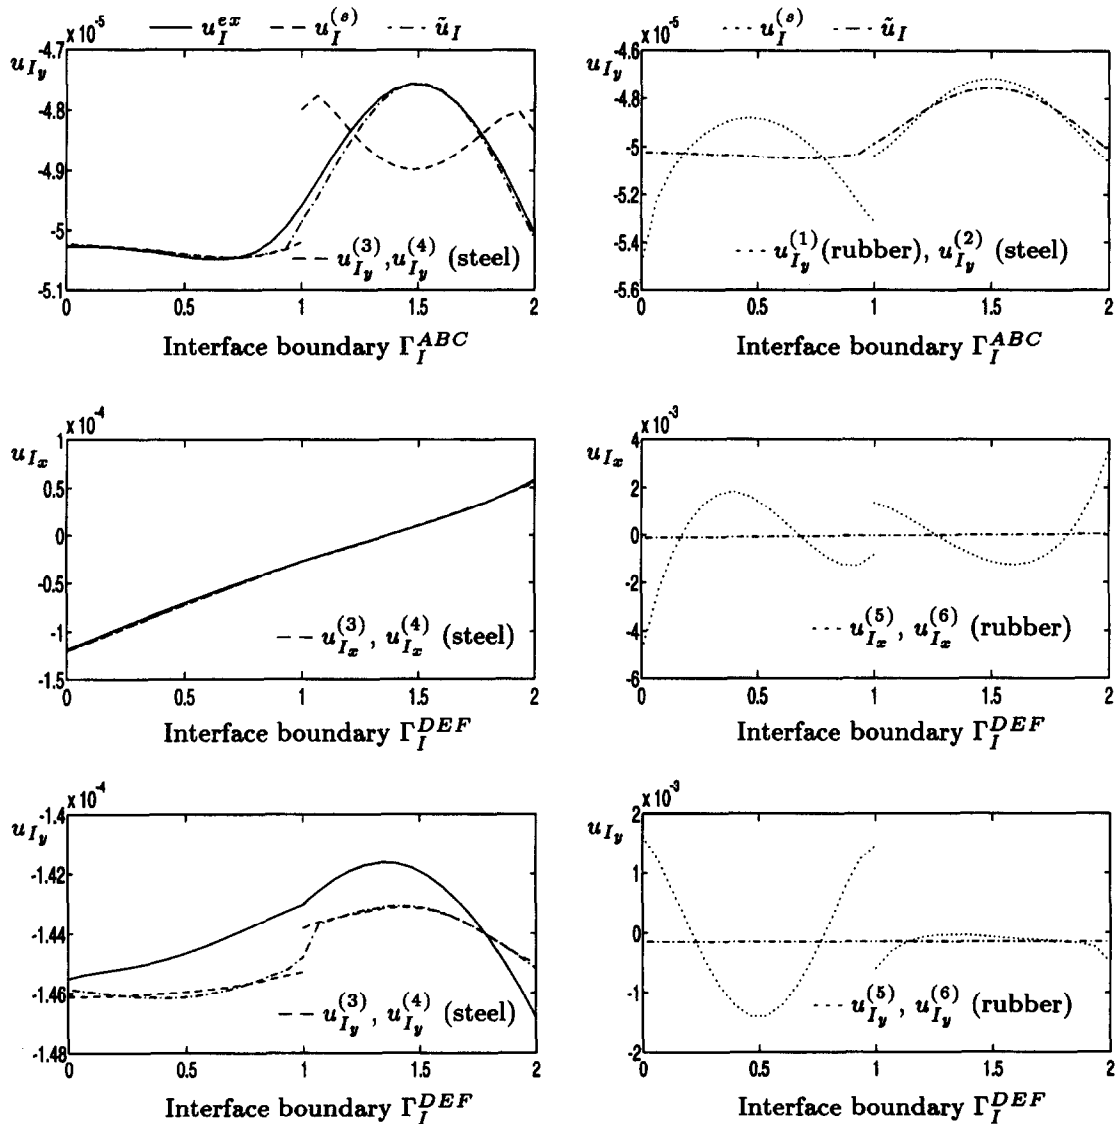 — u_I^{ex} -- u_I^{(s)} -·- ũ_I
x10^-5
u_{I_y}
-4.7
-4.8
-4.9
-5
-5.1
-- u_{I_y}^{(3)}, u_{I_y}^{(4)} (steel)
0 0.5 1 1.5 2
Interface boundary Γ_I^{ABC}
···· u_I^{(s)} -·- ũ_I
x10^-5
u_{I_y}
-4.6
-4.8
-5
-5.2
-5.4
-5.6
···· u_{I_y}^{(1)}(rubber), u_{I_y}^{(2)} (steel)
0 0.5 1 1.5 2
Interface boundary Γ_I^{ABC}
x10^-4
u_{I_x}
1
0.5
0
-0.5
-1
-1.5
-- u_{I_x}^{(3)}, u_{I_x}^{(4)} (steel)
0 0.5 1 1.5 2
Interface boundary Γ_I^{DEF}
x10^-3
u_{I_x}
4
2
0
-2
-4
-6
···· u_{I_x}^{(5)}, u_{I_x}^{(6)} (rubber)
0 0.5 1 1.5 2
Interface boundary Γ_I^{DEF}
x10^-4
u_{I_y}
-1.4
-1.42
-1.44
-1.46
-1.48
-- u_{I_y}^{(3)}, u_{I_y}^{(4)} (steel)
0 0.5 1 1.5 2
Interface boundary Γ_I^{DEF}
x10^-3
u_{I_y}
2
1
0
-1
-2
···· u_{I_y}^{(5)}, u_{I_y}^{(6)} (rubber)
0 0.5 1 1.5 2
Interface boundary Γ_I^{DEF}